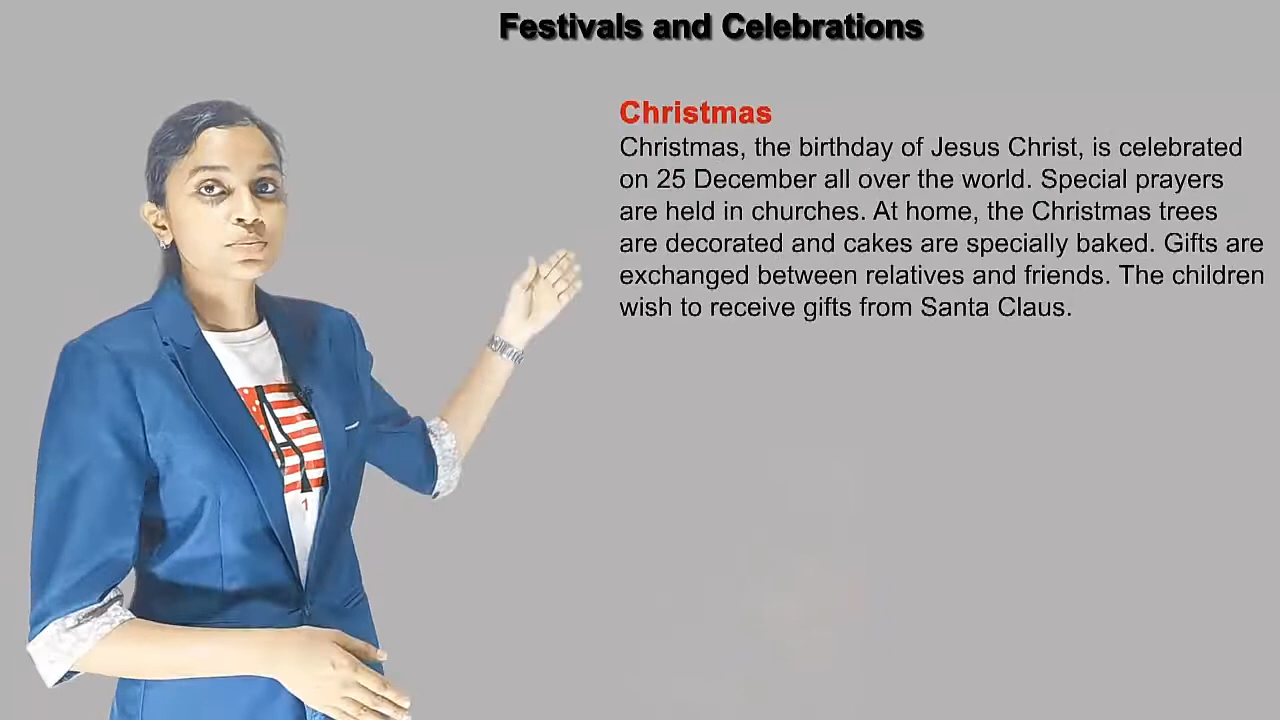 Festivals and Celebrations
Christmas
Christmas, the birthday of Jesus Christ, is celebrated
on 25 December all over the world. Special prayers
are held in churches. At home, the Christmas trees
are decorated and cakes are specially baked. Gifts are
exchanged between relatives and friends. The children
wish to receive gifts from Santa Claus.
A
1